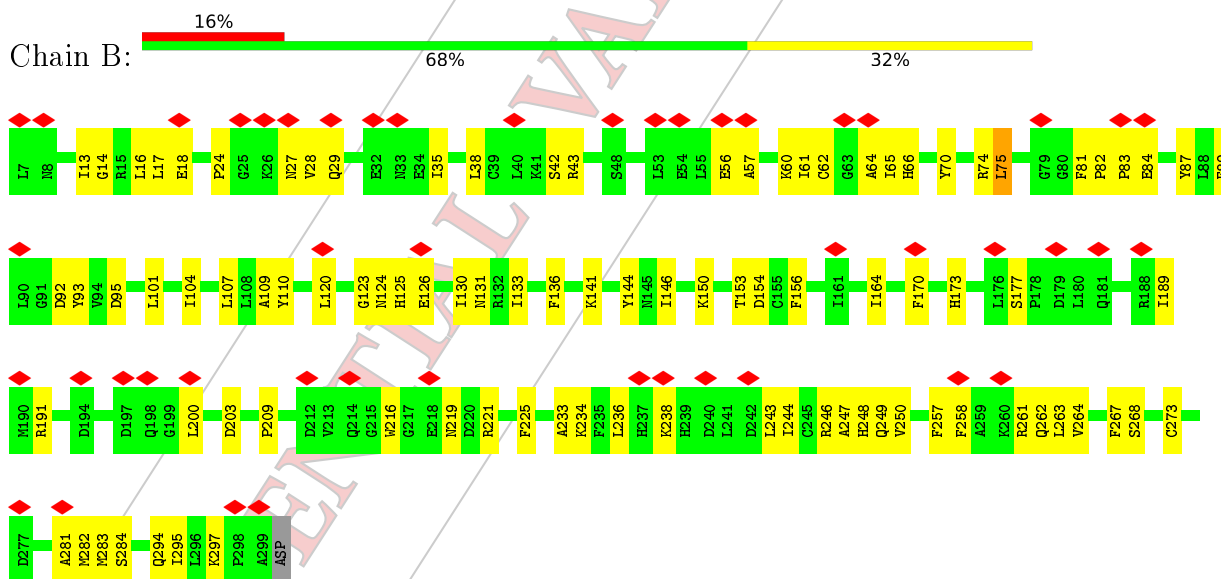 16%
Chain B:
68% 32%
L7 N8 I13 G14 R15 L16 L17 E18 P24 G25 K26 N27 V28 Q29 E32 N33 E34 I35 L38 C39 L40 K41 S42 R43 S48 L53 E54 L55 E56 A57 K60 I61 C62 G63 A64 I65 H66 Y70 R74 L75 G79 G80 F81 P82 P83 E84 Y87 L88
L90 G91 D92 Y93 V94 D95 L101 I104 L107 L108 A109 Y110 L120 G123 N124 H125 E126 I130 N131 R132 I133 F136 K141 Y144 N145 I146 K150 T153 D154 C155 F156 I161 I164 F170 H173 L176 S177 P178 D179 L180 Q181 R188 I189
M190 R191 D194 D197 Q198 G199 L200 D203 P209 D212 V213 Q214 G215 W216 G217 E218 N219 D220 R221 F225 A233 K234 F235 L236 H237 K238 H239 D240 L241 D242 L243 I244 C245 R246 A247 H248 Q249 V250 F257 F258 A259 K260 R261 Q262 L263 V264 F267 S268 C273
D277 A281 M282 M283 S284 Q294 I295 L296 K297 P298 A299 ASP
ENTIAL VA